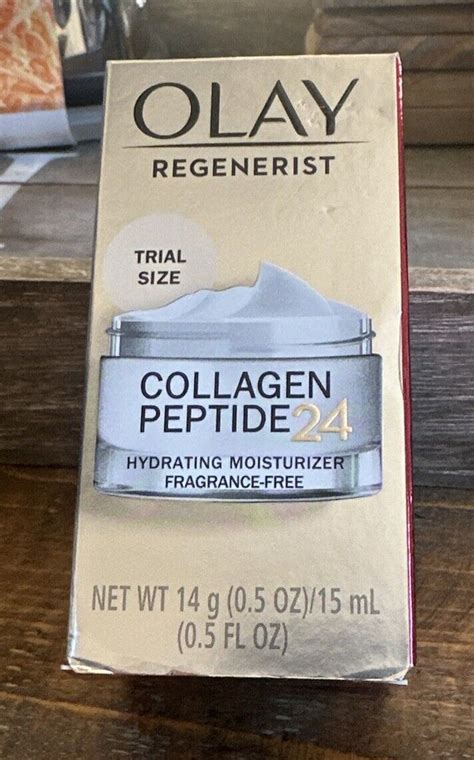 OLAY
REGENERIST
TRIAL
SIZE
COLLAGEN
PEPTIDE24
HYDRATING MOISTURIZER
FRAGRANCE-FREE
NET WT 14 g (0.5 OZ)/15 mL
(0.5 FL OZ)